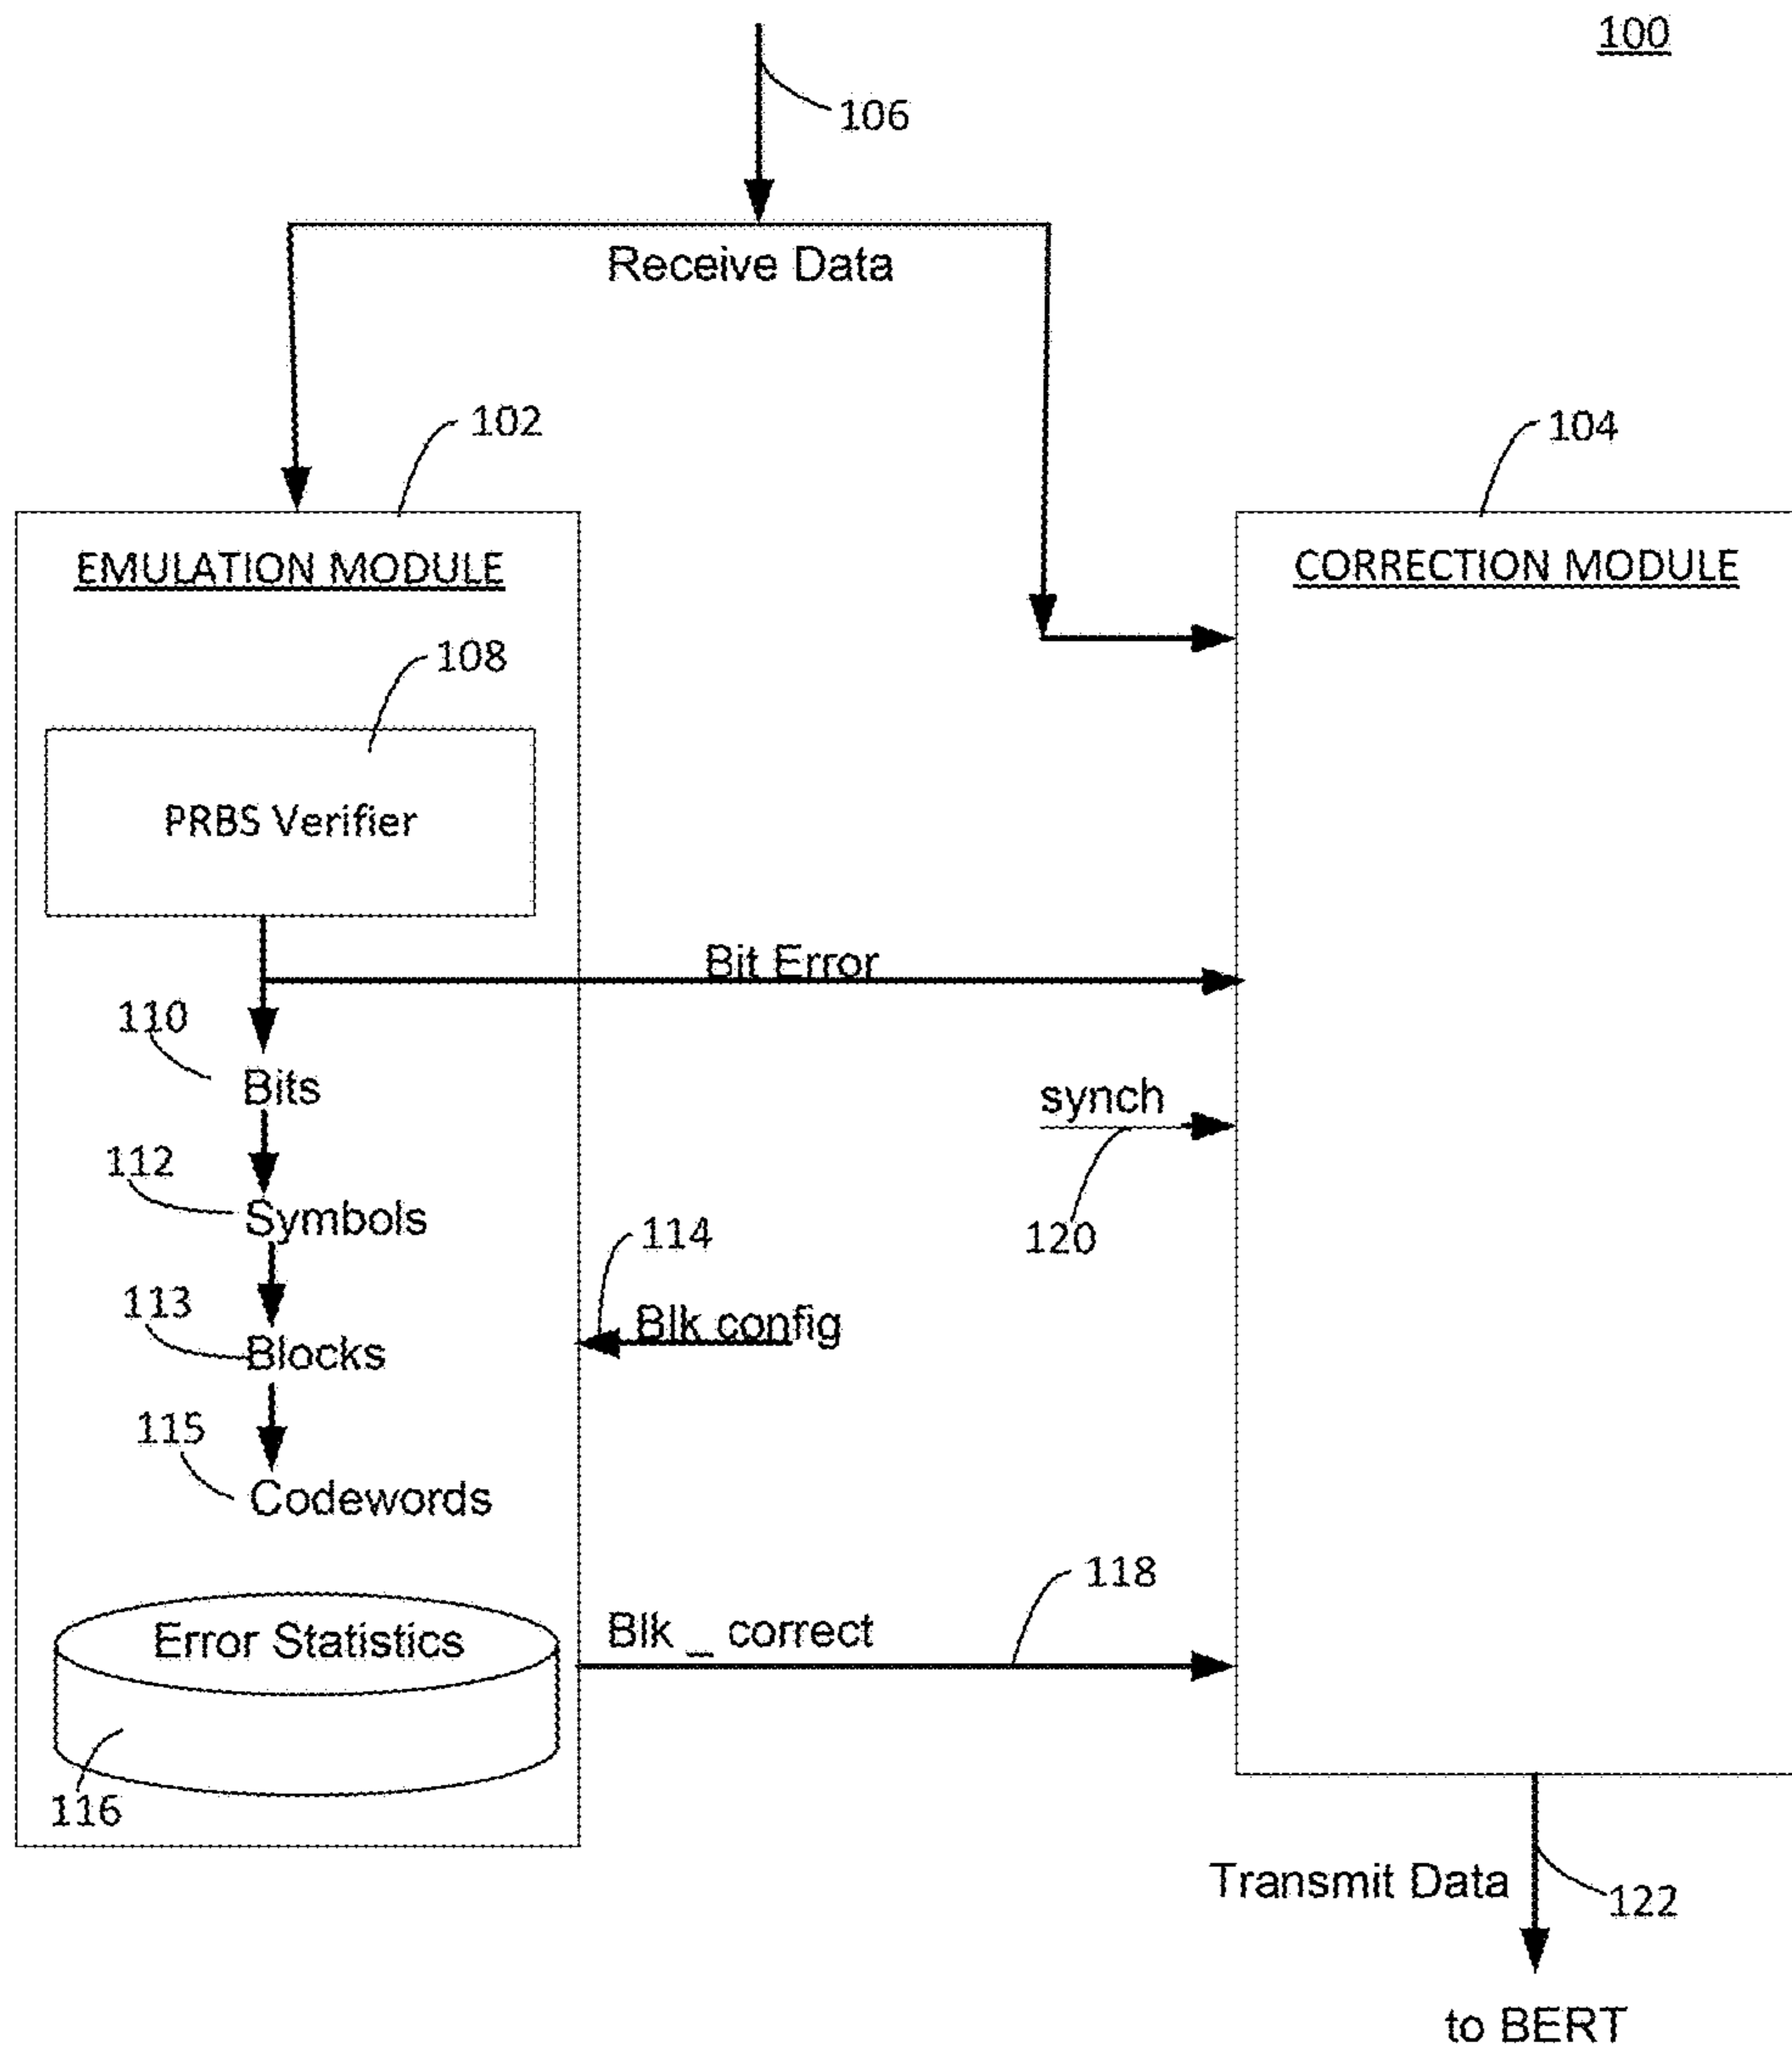 100
106
Receive Data
102
104
EMULATION MODULE
CORRECTION MODULE
108
PRBS Verifier
Bit Error
110
Bits
synch
112
Symbols
114
120
113
Blk config
Blocks
115
Codewords
118
Error Statistics
Blk _ correct
116
Transmit Data
122
to BERT